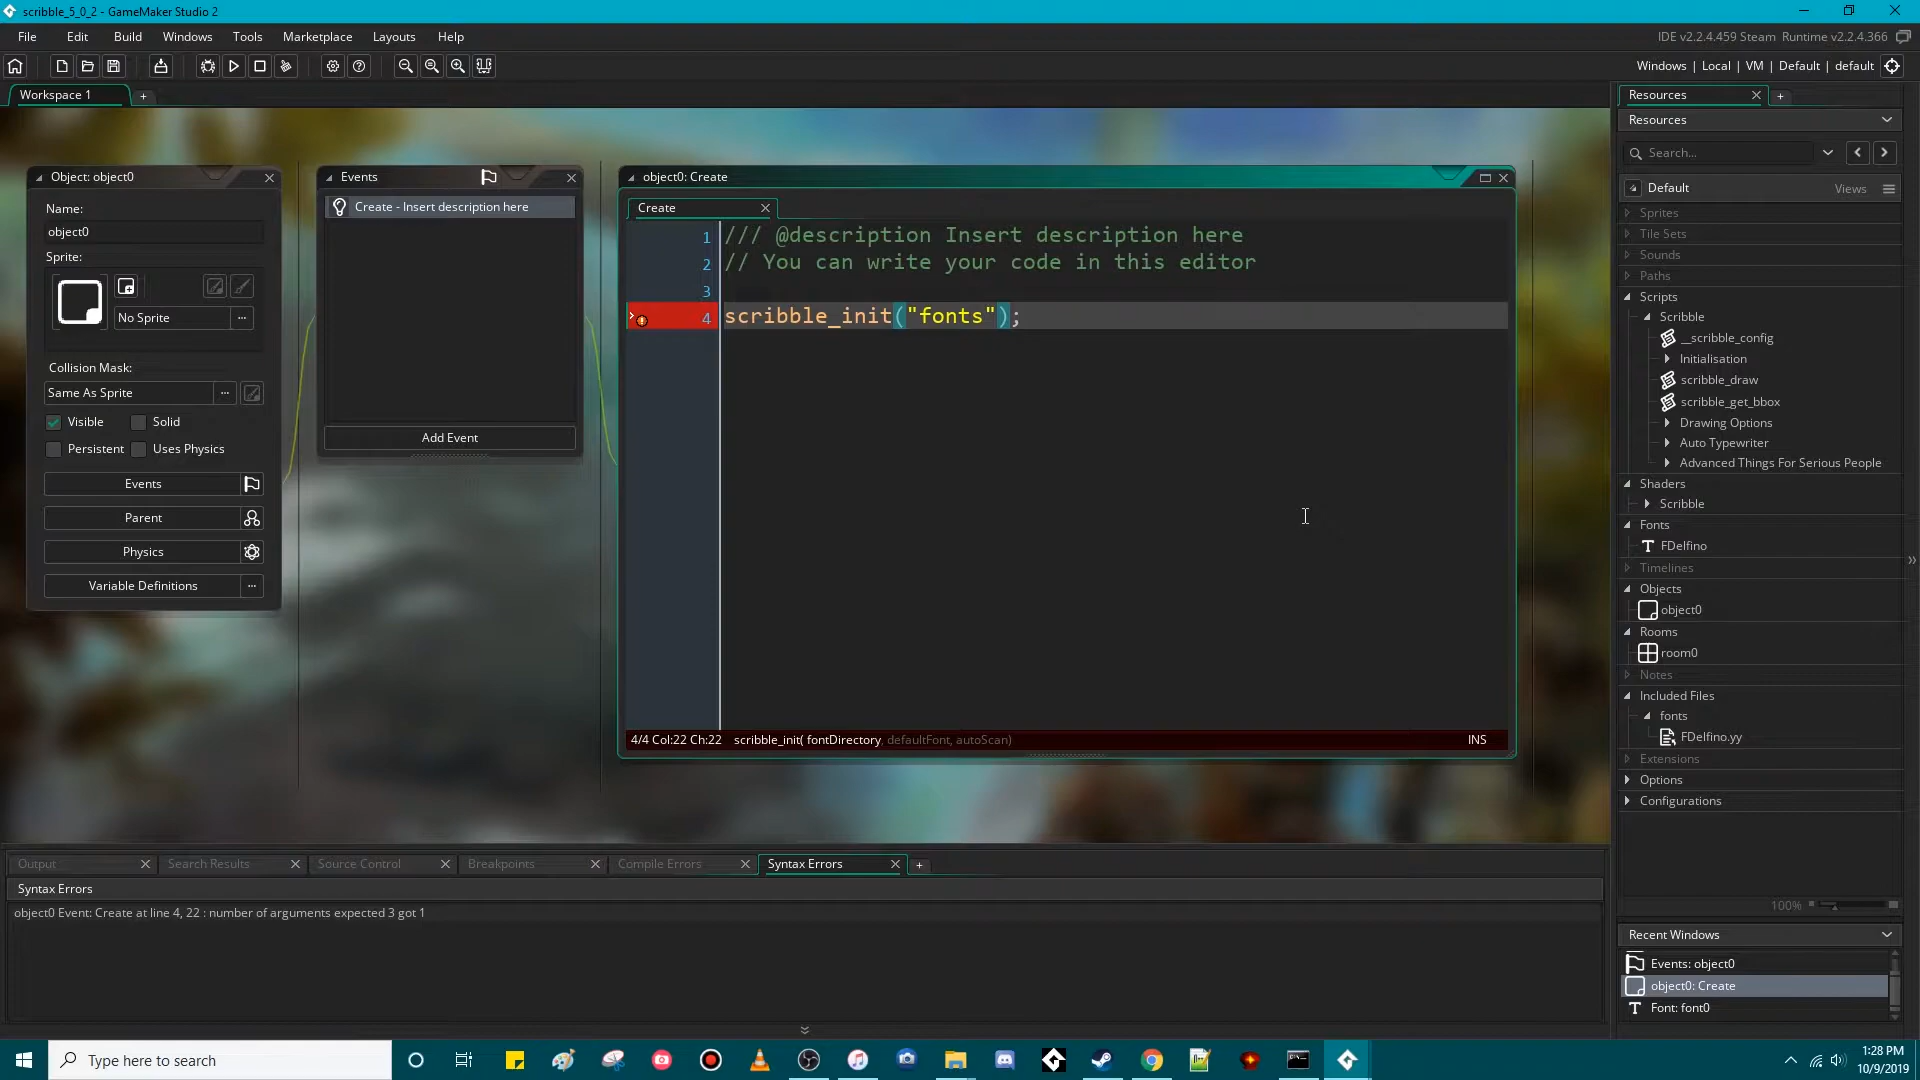 scribble_5_0_2 - GameMaker Studio 2
File Edit Build Windows Tools Marketplace Layouts Help
IDE v2.2.4.459 Steam Runtime v2.2.4.366
Windows | Local | VM | Default | default
Workspace 1
Object: object0
Name:
object0
Sprite:
No Sprite
Collision Mask:
Same As Sprite
Visible Solid
Persistent Uses Physics
Events
Parent
Physics
Variable Definitions
Events
Create - Insert description here
Add Event
object0: Create
Create
1 /// @description Insert description here
2 // You can write your code in this editor
3
4 scribble_init("fonts");
4/4 Col:22 Ch:22 scribble_init( fontDirectory, defaultFont, autoScan) INS
Resources
Resources
Search...
Default Views
Sprites
Tile Sets
Sounds
Paths
Scripts
Scribble
__scribble_config
Initialisation
scribble_draw
scribble_get_bbox
Drawing Options
Auto Typewriter
Advanced Things For Serious People
Shaders
Scribble
Fonts
FDelfino
Timelines
Objects
object0
Rooms
room0
Notes
Included Files
fonts
FDelfino.yy
Extensions
Options
Configurations
100%
Recent Windows
Events: object0
object0: Create
Font: font0
Output Search Results Source Control Breakpoints Compile Errors Syntax Errors
Syntax Errors
object0 Event: Create at line 4, 22 : number of arguments expected 3 got 1
Type here to search
1:28 PM
10/9/2019